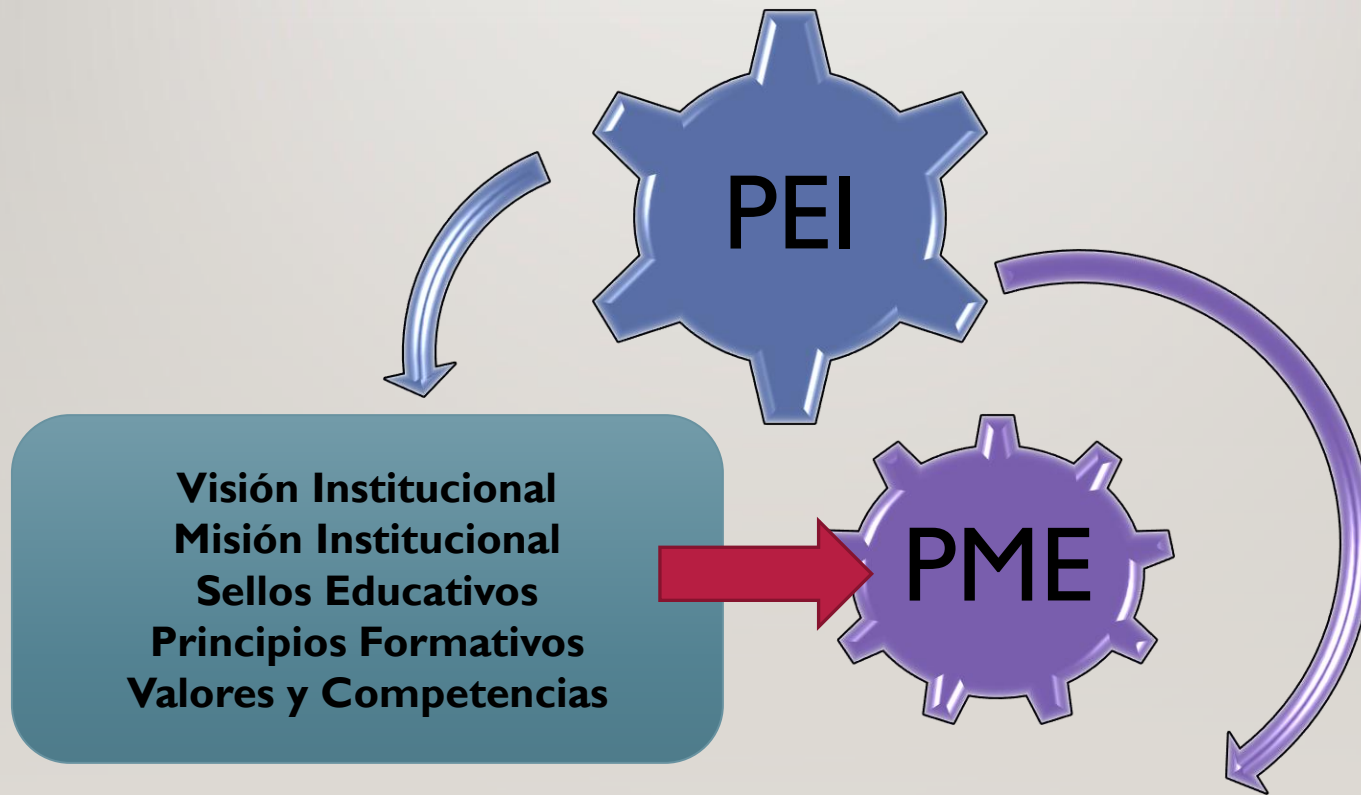 PEI
Visión Institucional
Misión Institucional
Sellos Educativos
Principios Formativos
Valores y Competencias
PME